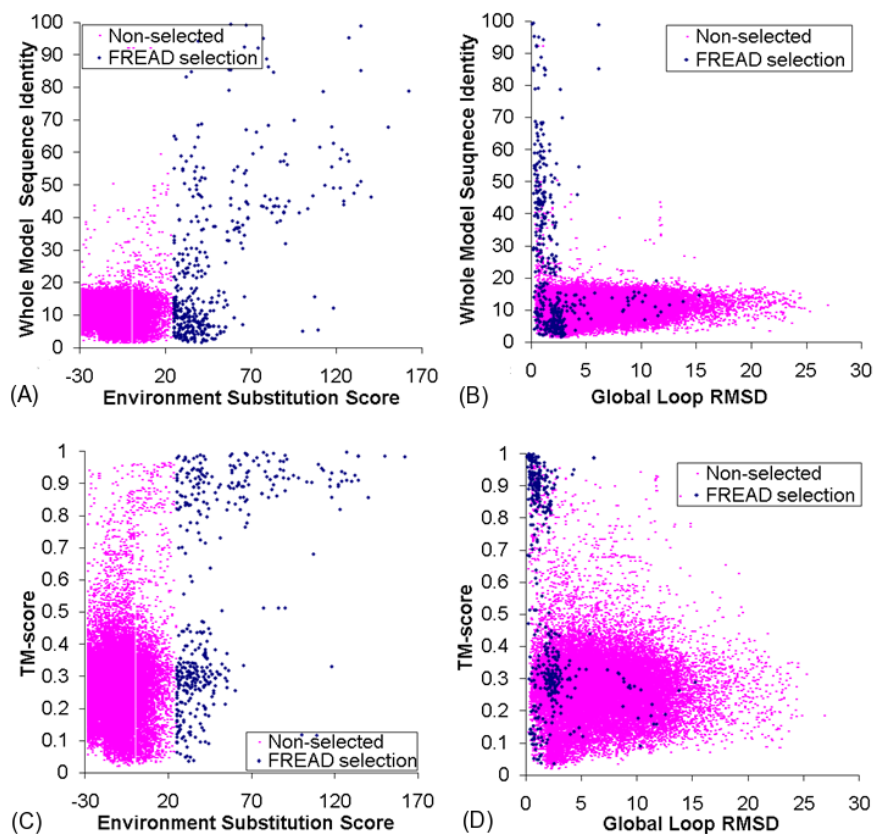 100
90
80
70
60
50
40
30
20
10
0
Whole Model Sequence Identity
Non-selected
FREAD selection
-30 20 70 120 170
Environment Substitution Score
(A)
100
90
80
70
60
50
40
30
20
10
0
Whole Model Seuqnece Identity
Non-selected
FREAD selection
0 5 10 15 20 25 30
Global Loop RMSD
(B)
1
0.9
0.8
0.7
0.6
0.5
0.4
0.3
0.2
0.1
0
TM-score
Non-selected
FREAD selection
-30 20 70 120 170
Environment Substitution Score
(C)
1
0.9
0.8
0.7
0.6
0.5
0.4
0.3
0.2
0.1
0
TM-score
Non-selected
FREAD selection
0 5 10 15 20 25 30
Global Loop RMSD
(D)